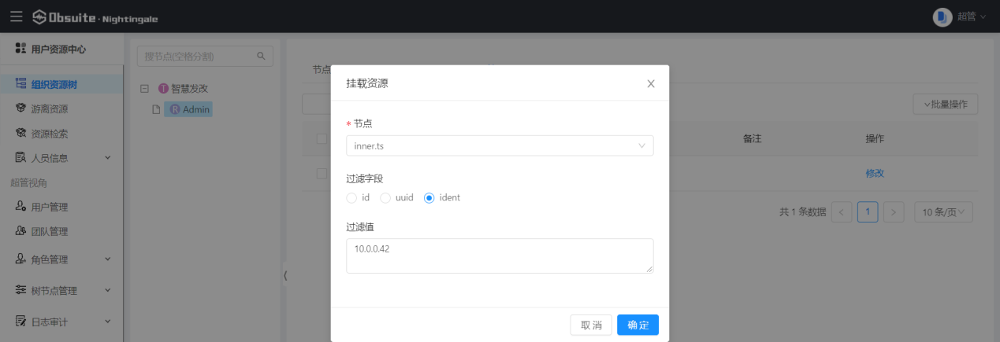 Obsuite · Nightingale
超管
用户资源中心
组织资源树
游离资源
资源检索
人员信息
超管视角
用户管理
团队管理
角色管理
树节点管理
日志审计
搜节点(空格分割)
T 智慧发改
R Admin
节点
批量操作
备注 操作
修改
共 1 条数据 < 1 > 10 条/页
挂载资源
* 节点
inner.ts
过滤字段
id uuid ident
过滤值
10.0.0.42
取消 确定